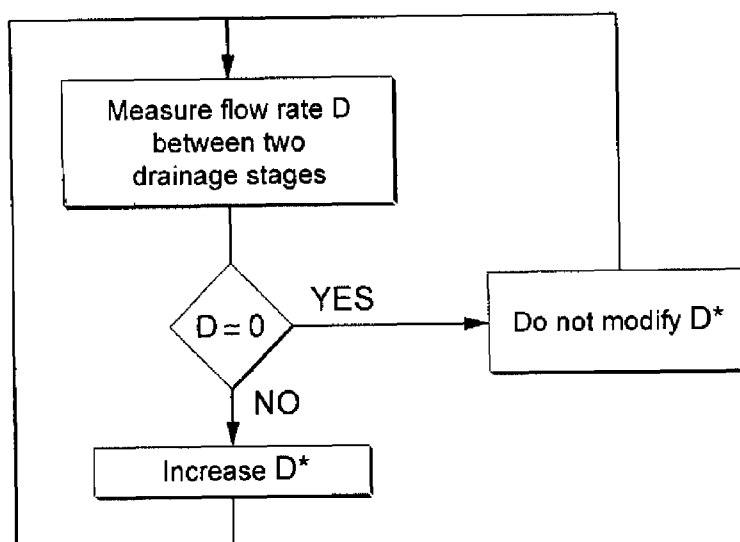 Measure flow rate D
between two
drainage stages
D = 0
YES
Do not modify D*
NO
Increase D*